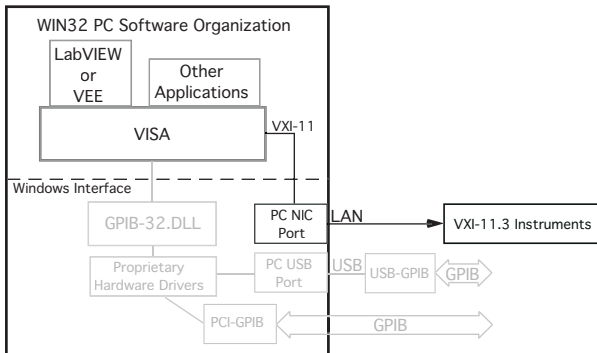 WIN32 PC Software Organization
LabVIEW
or
VEE
Other
Applications
VISA
VXI-11
Windows Interface
GPIB-32.DLL
PC NIC
Port
LAN
VXI-11.3 Instruments
Proprietary
Hardware Drivers
PC USB
Port
USB
USB-GPIB
GPIB
PCI-GPIB
GPIB